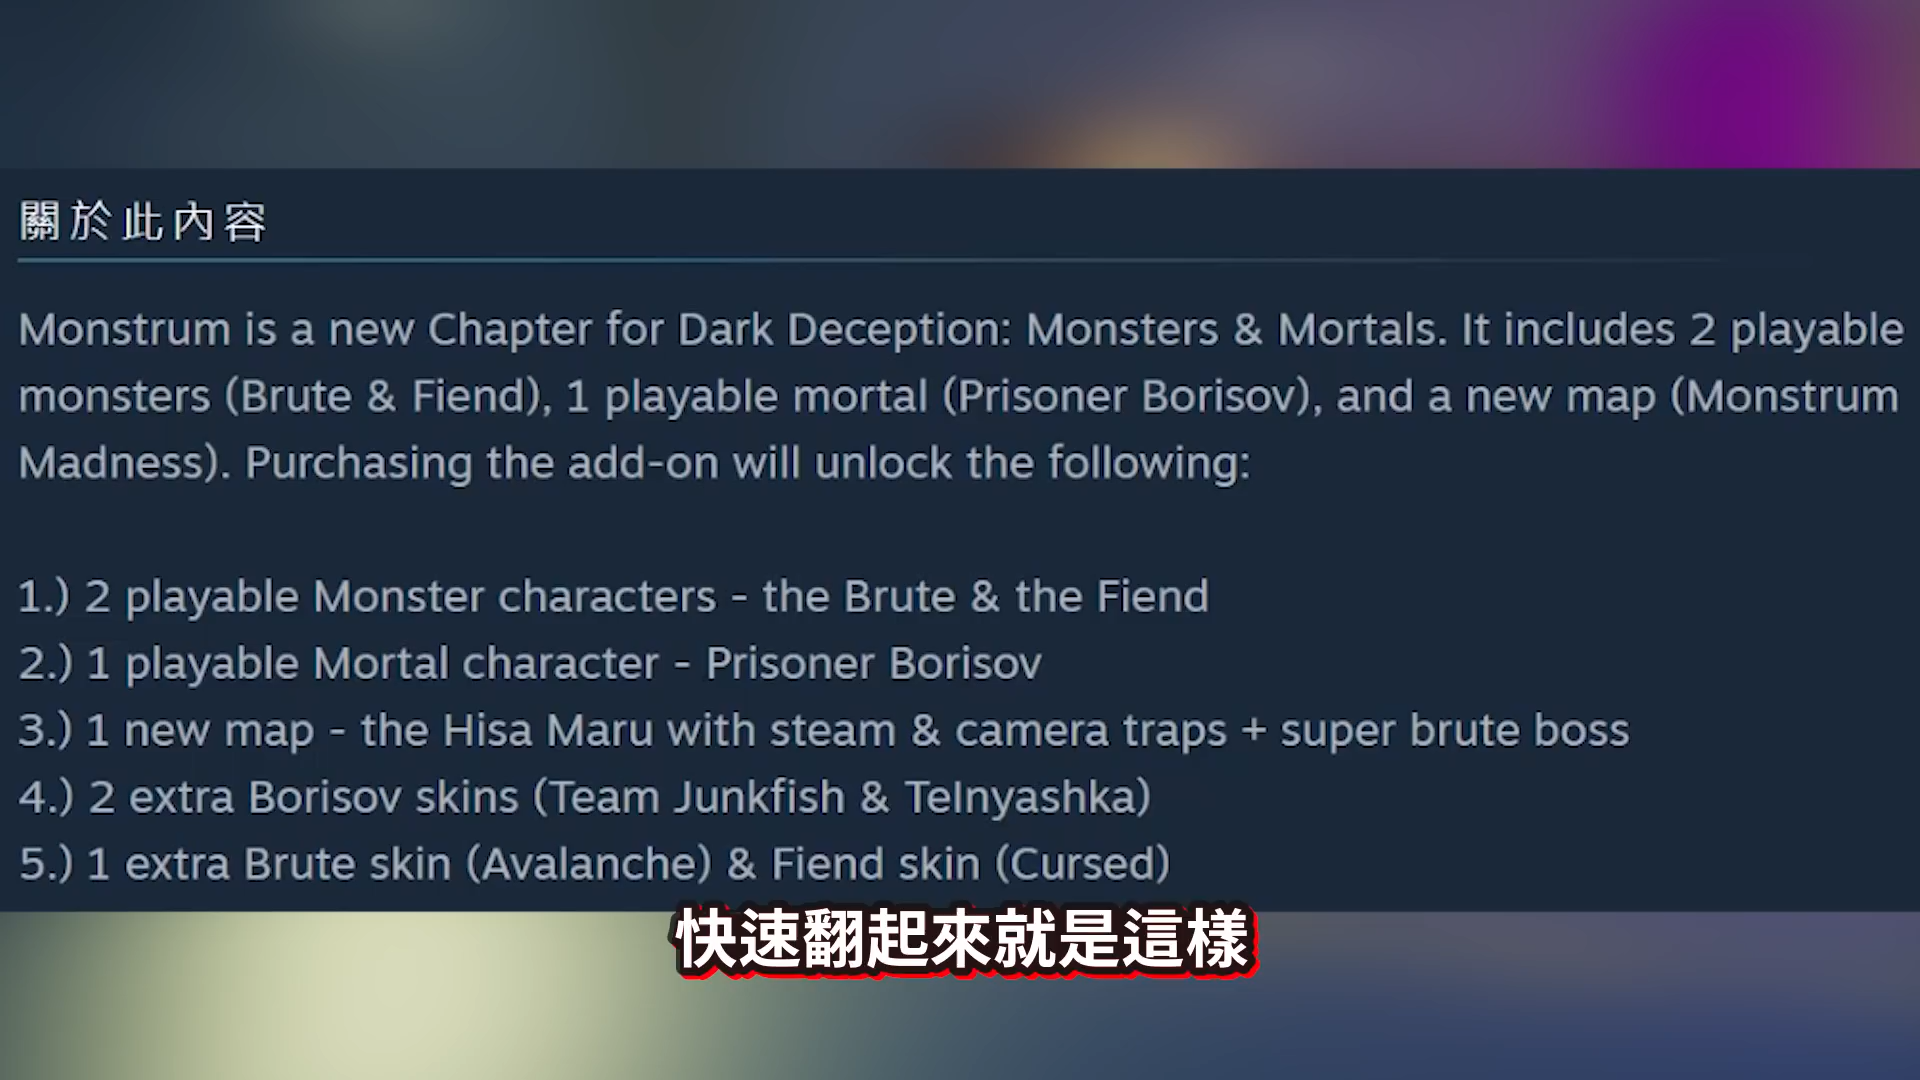 關於此內容
Monstrum is a new Chapter for Dark Deception: Monsters & Mortals. It includes 2 playable
monsters (Brute & Fiend), 1 playable mortal (Prisoner Borisov), and a new map (Monstrum
Madness). Purchasing the add-on will unlock the following:
1.) 2 playable Monster characters - the Brute & the Fiend
2.) 1 playable Mortal character - Prisoner Borisov
3.) 1 new map - the Hisa Maru with steam & camera traps + super brute boss
4.) 2 extra Borisov skins (Team Junkfish & TeInyashka)
5.) 1 extra Brute skin (Avalanche) & Fiend skin (Cursed)
快速翻起來就是這樣